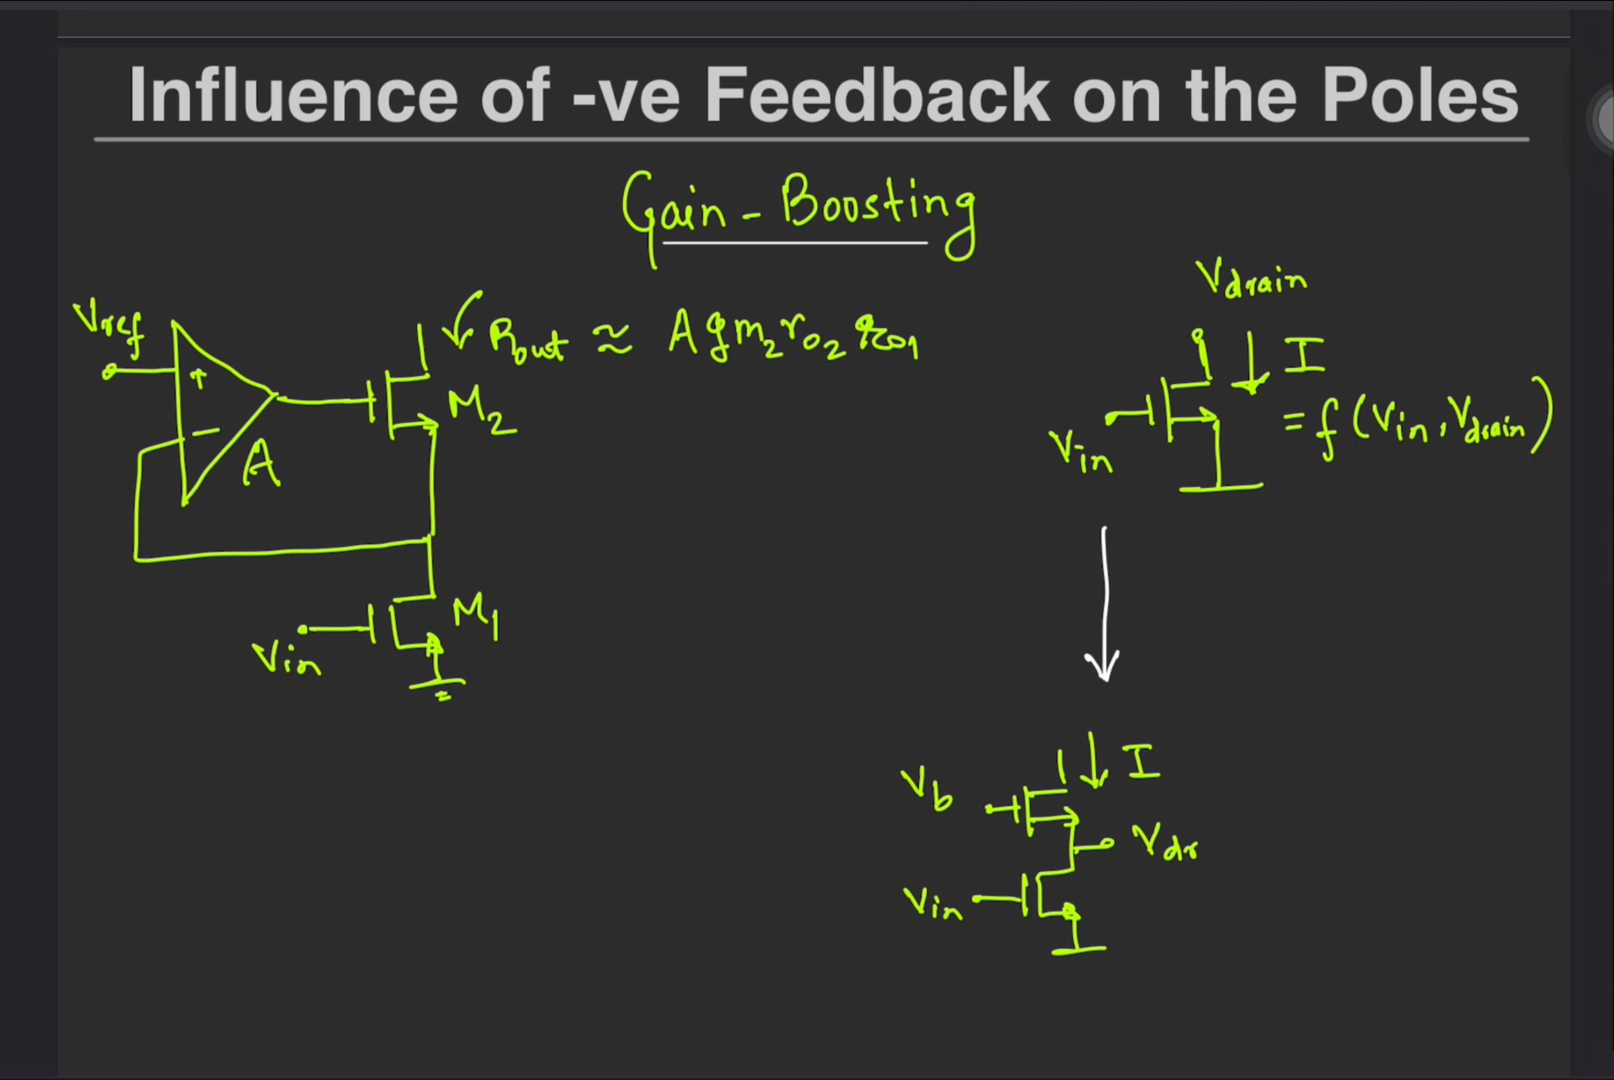 Influence of -ve Feedback on the Poles
Gain - Boosting
Vref
+
-
A
Rout ≈ A gm2 ro2 ro1
M2
Vin
M1
Vdrain
I
= f (Vin, Vdrain)
Vin
I
Vb
Vdr
Vin